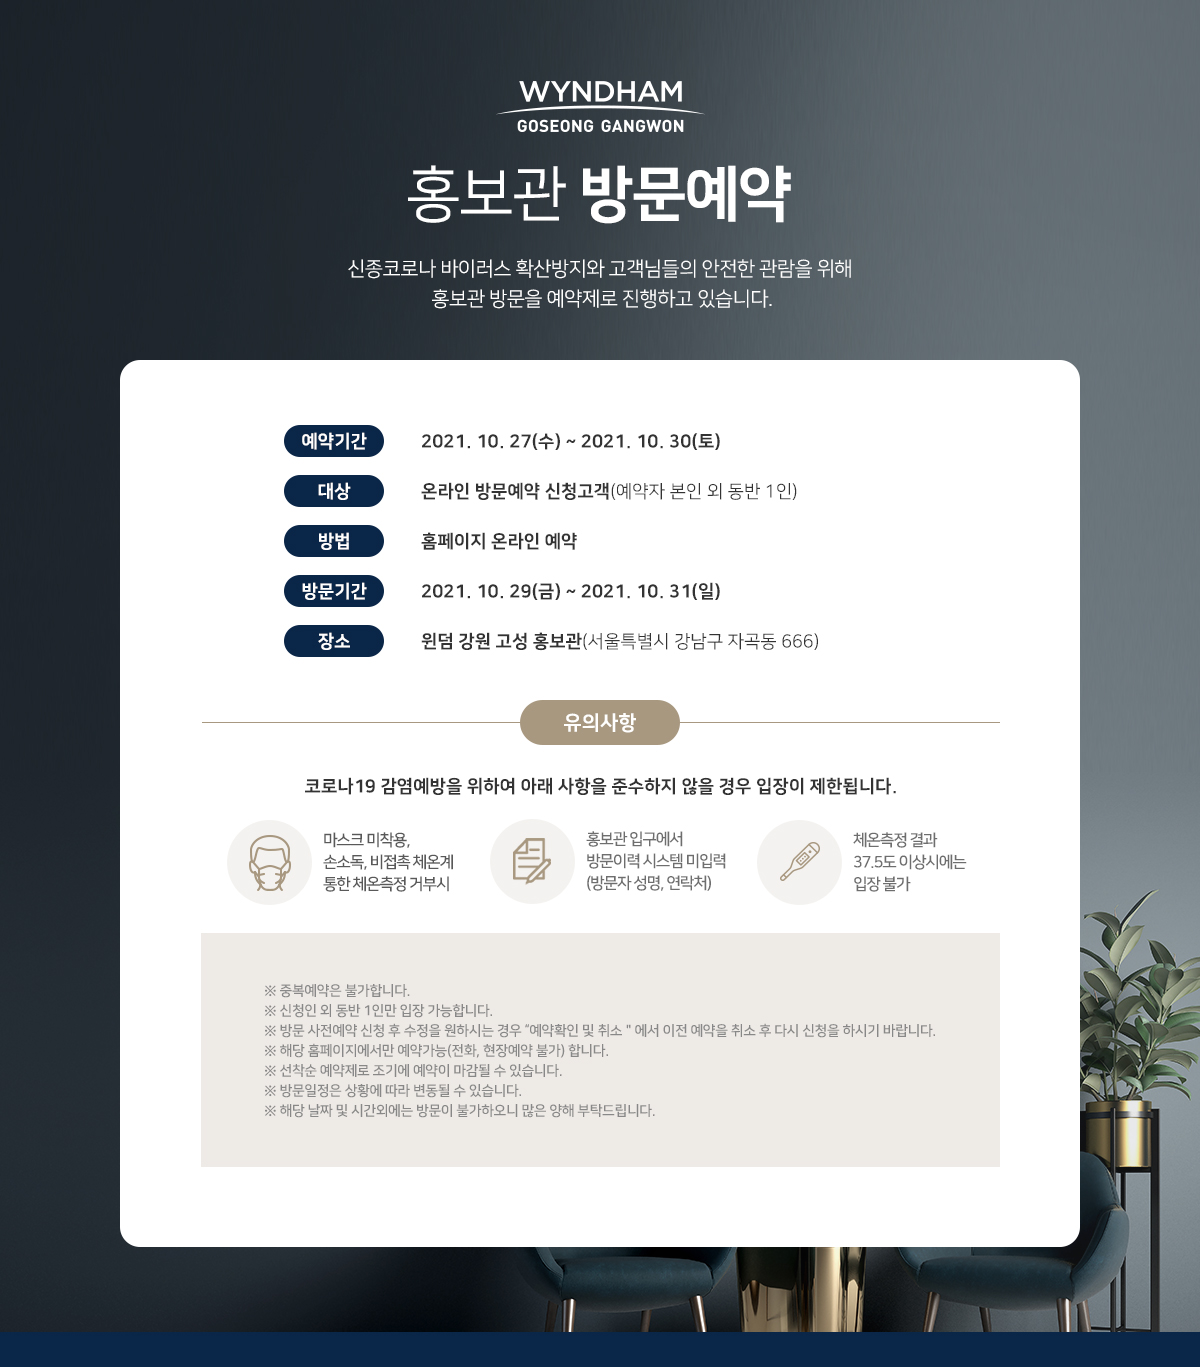 WYNDHAM
GOSEONG GANGWON
홍보관 방문예약
신종코로나 바이러스 확산방지와 고객님들의 안전한 관람을 위해
홍보관 방문을 예약제로 진행하고 있습니다.
예약기간 2021. 10. 27(수) ~ 2021. 10. 30(토)
대상 온라인 방문예약 신청고객(예약자 본인 외 동반 1인)
방법 홈페이지 온라인 예약
방문기간 2021. 10. 29(금) ~ 2021. 10. 31(일)
장소 윈덤 강원 고성 홍보관(서울특별시 강남구 자곡동 666)
유의사항
코로나19 감염예방을 위하여 아래 사항을 준수하지 않을 경우 입장이 제한됩니다.
마스크 미착용,
손소독, 비접촉 체온계
통한 체온측정 거부시
홍보관 입구에서
방문이력 시스템 미입력
(방문자 성명, 연락처)
체온측정 결과
37.5도 이상시에는
입장 불가
※ 중복예약은 불가합니다.
※ 신청인 외 동반 1인만 입장 가능합니다.
※ 방문 사전예약 신청 후 수정을 원하시는 경우 “예약확인 및 취소 " 에서 이전 예약을 취소 후 다시 신청을 하시기 바랍니다.
※ 해당 홈페이지에서만 예약가능(전화, 현장예약 불가) 합니다.
※ 선착순 예약제로 조기에 예약이 마감될 수 있습니다.
※ 방문일정은 상황에 따라 변동될 수 있습니다.
※ 해당 날짜 및 시간외에는 방문이 불가하오니 많은 양해 부탁드립니다.